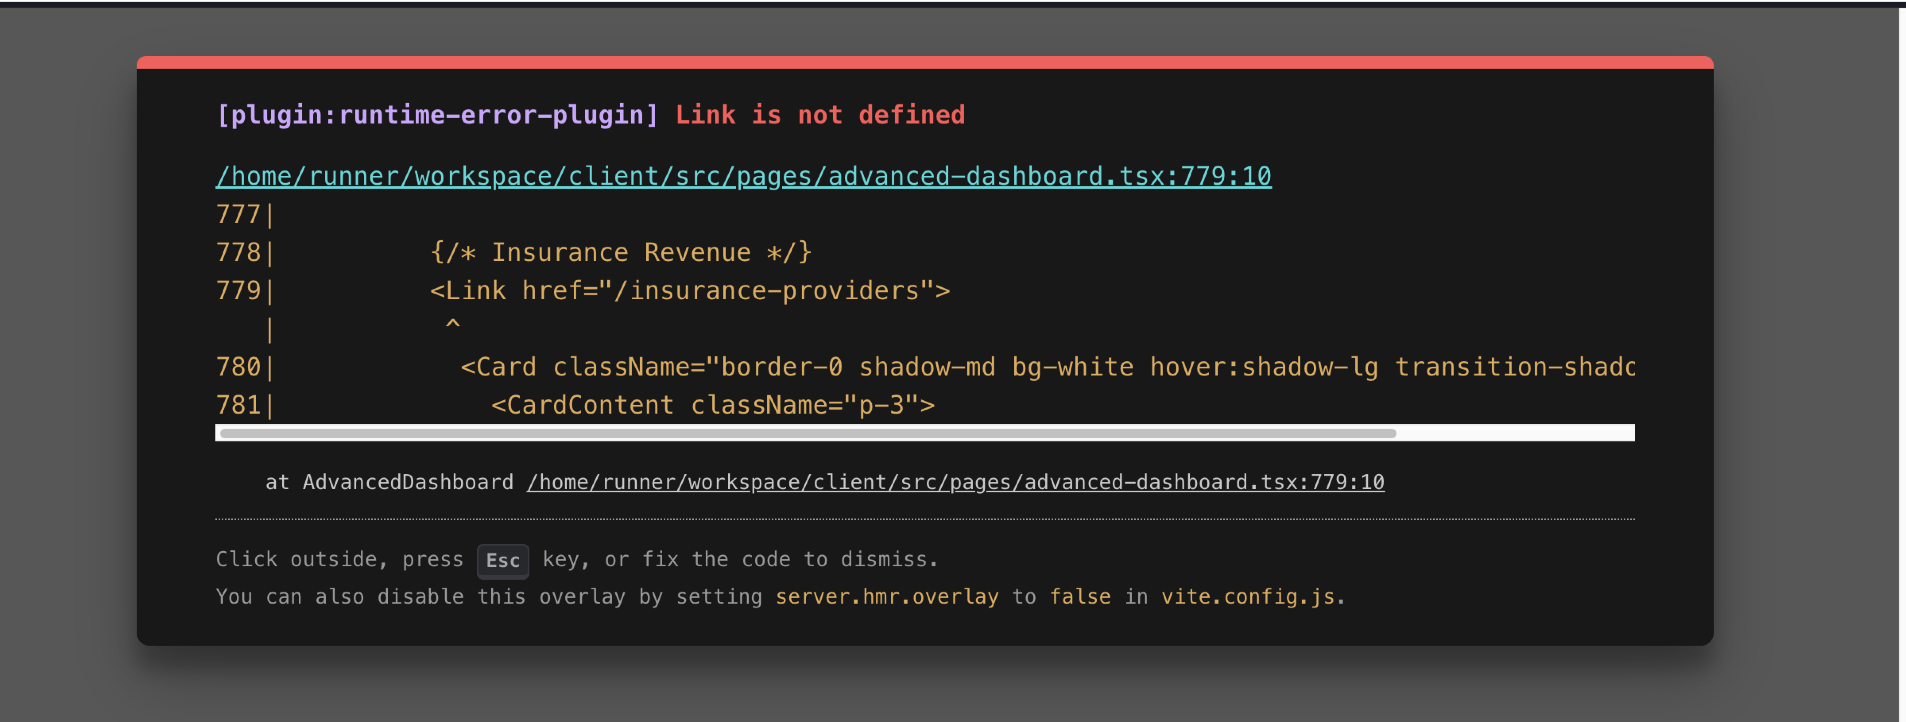 [plugin:runtime-error-plugin] Link is not defined
/home/runner/workspace/client/src/pages/advanced-dashboard.tsx:779:10
777|
778|          {/* Insurance Revenue */}
779|          <Link href="/insurance-providers">
   |           ^
780|            <Card className="border-0 shadow-md bg-white hover:shadow-lg transition-shado
781|              <CardContent className="p-3">
at AdvancedDashboard /home/runner/workspace/client/src/pages/advanced-dashboard.tsx:779:10
Click outside, press Esc key, or fix the code to dismiss.
You can also disable this overlay by setting server.hmr.overlay to false in vite.config.js.